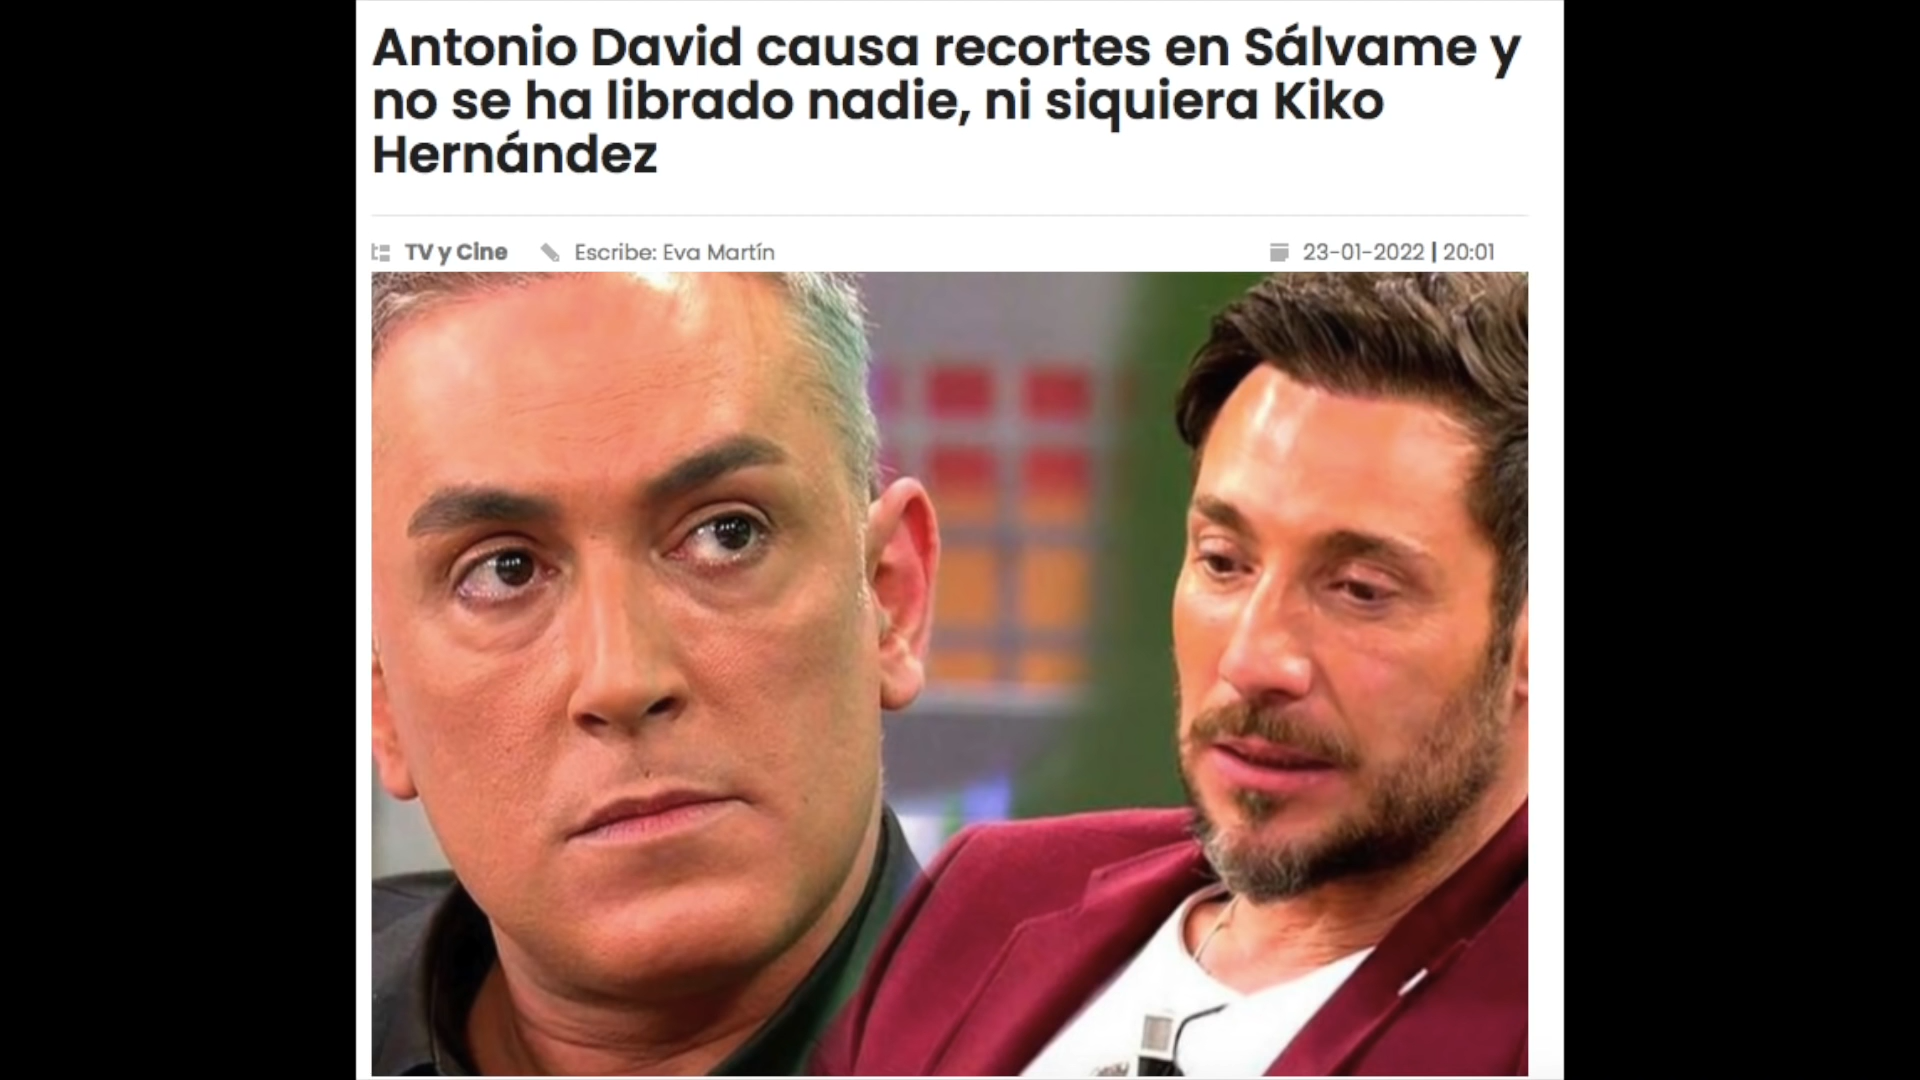 Antonio David causa recortes en Sálvame y
no se ha librado nadie, ni siquiera Kiko
Hernández
TV y Cine Escribe: Eva Martín 23-01-2022 | 20:01